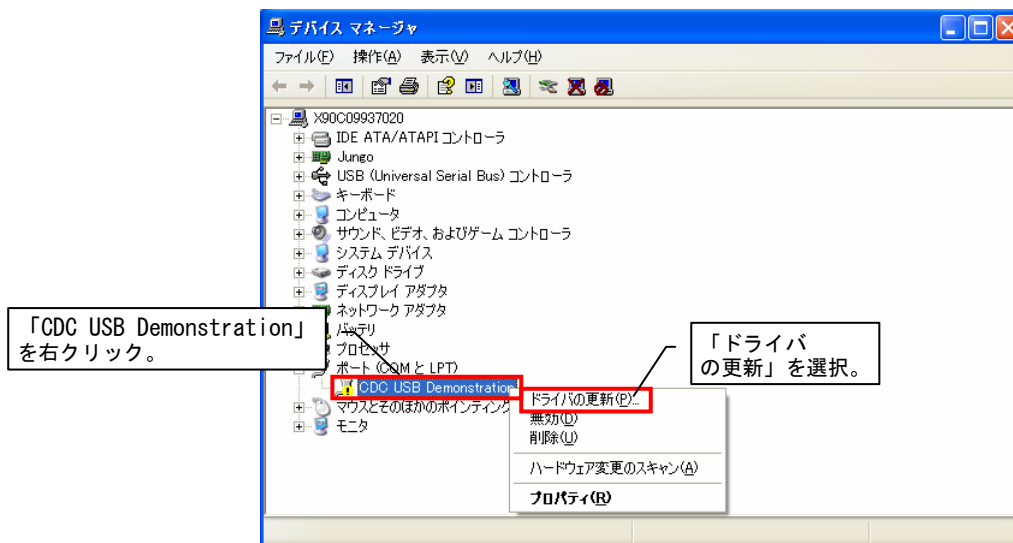 デバイス マネージャ
ファイル(F) 操作(A) 表示(V) ヘルプ(H)
X90C09937020
IDE ATA/ATAPI コントローラ
Jungo
USB (Universal Serial Bus) コントローラ
キーボード
コンピュータ
サウンド、ビデオ、およびゲーム コントローラ
システム デバイス
ディスク ドライブ
ディスプレイ アダプタ
ネットワーク アダプタ
バッテリ
プロセッサ
ポート (COM と LPT)
CDC USB Demonstration
マウスとそのほかのポインティング
モニタ
「CDC USB Demonstration」
を右クリック。
「ドライバ
の更新」を選択。
ドライバの更新(P)...
無効(D)
削除(U)
ハードウェア変更のスキャン(A)
プロパティ(R)